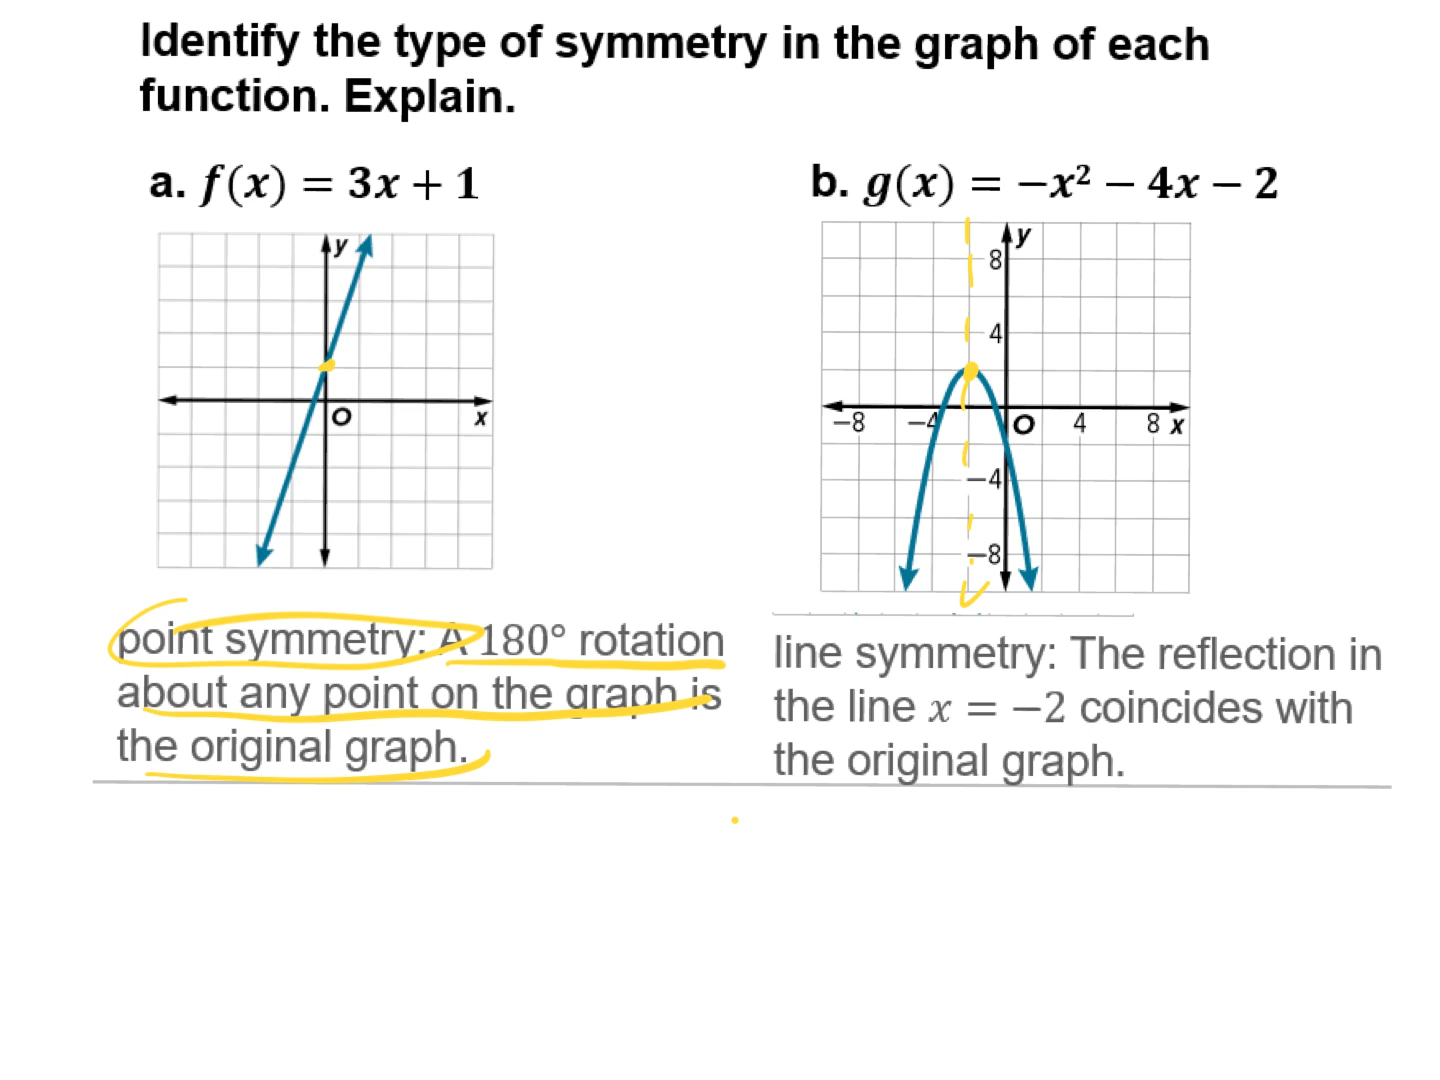 Identify the type of symmetry in the graph of each
function. Explain.
a. f(x) = 3x + 1
b. g(x) = −x² − 4x − 2
y
O
x
y
8
4
−8
−4
O
4
8
x
−4
−8
point symmetry: A 180° rotation
about any point on the graph is
the original graph.
line symmetry: The reflection in
the line x = −2 coincides with
the original graph.